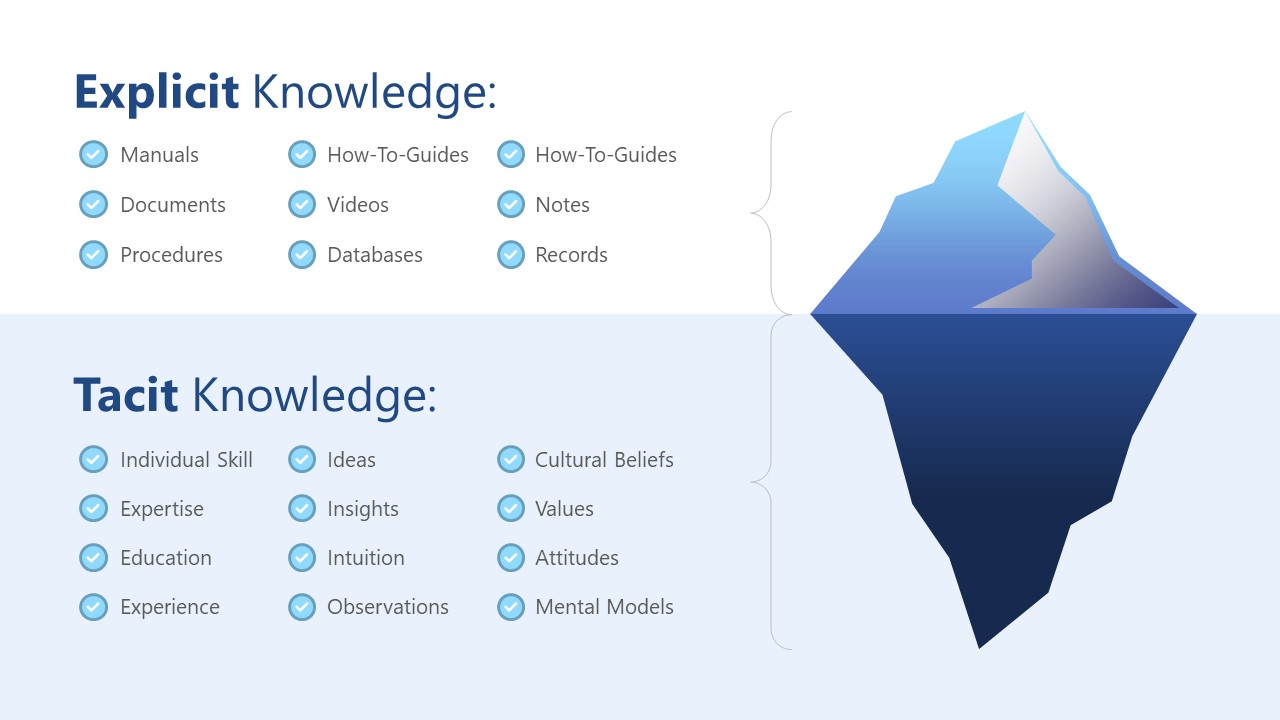 Explicit Knowledge:
Manuals
How-To-Guides
How-To-Guides
Documents
Videos
Notes
Procedures
Databases
Records
Tacit Knowledge:
Individual Skill
Ideas
Cultural Beliefs
Expertise
Insights
Values
Education
Intuition
Attitudes
Experience
Observations
Mental Models